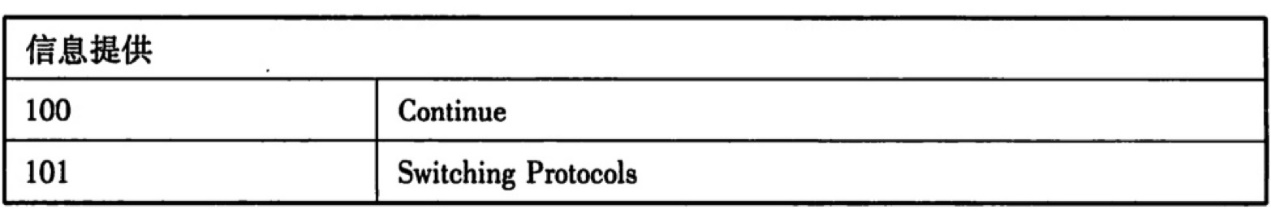 信息提供
100 Continue
101 Switching Protocols